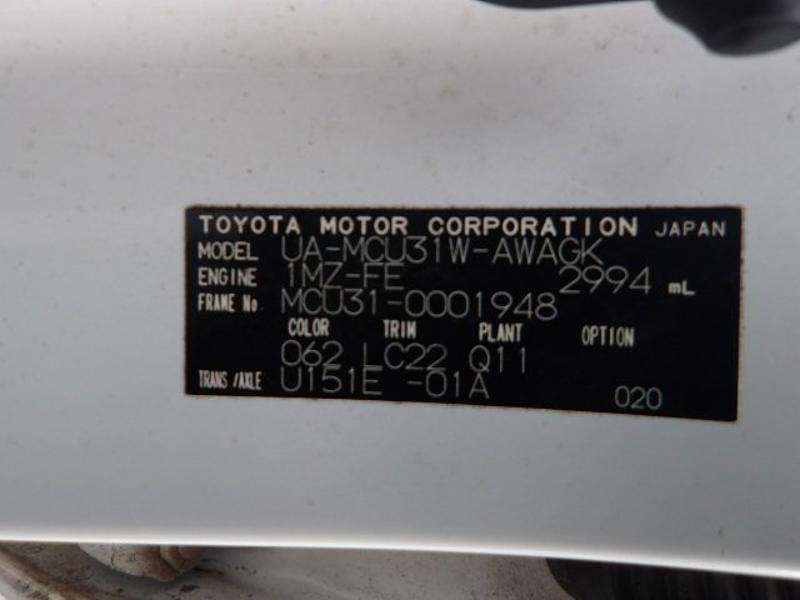 TOYOTA MOTOR CORPORATION JAPAN
MODEL UA-MCU31W-AWAGK
ENGINE 1MZ-FE 2994 mL
FRAME No MCU31-0001948
COLOR TRIM PLANT OPTION
062 LC22 Q11
TRANS/AXLE U151E -01A 020